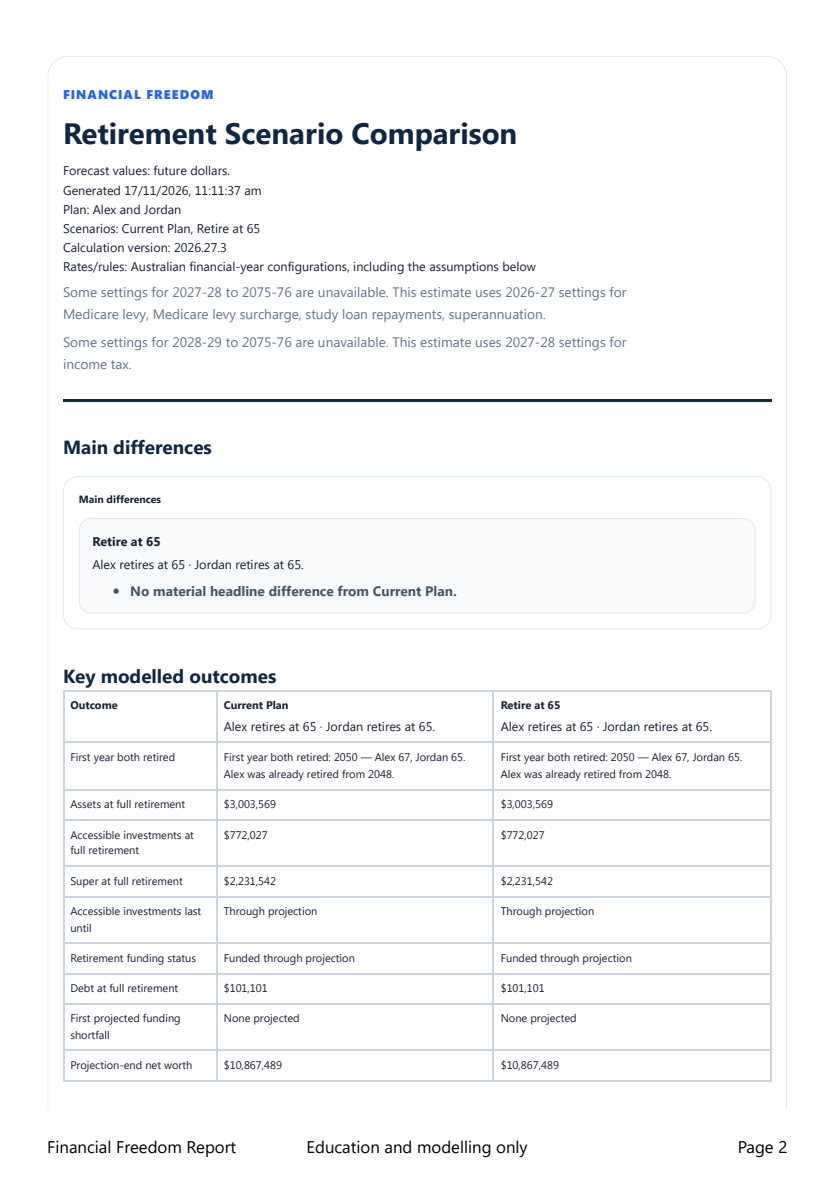 FINANCIAL FREEDOM
Retirement Scenario Comparison
Forecast values: future dollars.
Generated 17/11/2026, 11:11:37 am
Plan: Alex and Jordan
Scenarios: Current Plan, Retire at 65
Calculation version: 2026.27.3
Rates/rules: Australian financial-year configurations, including the assumptions below
Some settings for 2027-28 to 2075-76 are unavailable. This estimate uses 2026-27 settings for
Medicare levy, Medicare levy surcharge, study loan repayments, superannuation.
Some settings for 2028-29 to 2075-76 are unavailable. This estimate uses 2027-28 settings for
income tax.
Main differences
Main differences
Retire at 65
Alex retires at 65 · Jordan retires at 65.
• No material headline difference from Current Plan.
Key modelled outcomes
Outcome Current Plan Retire at 65
Alex retires at 65 · Jordan retires at 65. Alex retires at 65 · Jordan retires at 65.
First year both retired First year both retired: 2050 — Alex 67, Jordan 65. First year both retired: 2050 — Alex 67, Jordan 65.
Alex was already retired from 2048. Alex was already retired from 2048.
Assets at full retirement $3,003,569 $3,003,569
Accessible investments at $772,027 $772,027
full retirement
Super at full retirement $2,231,542 $2,231,542
Accessible investments last Through projection Through projection
until
Retirement funding status Funded through projection Funded through projection
Debt at full retirement $101,101 $101,101
First projected funding None projected None projected
shortfall
Projection-end net worth $10,867,489 $10,867,489
Financial Freedom Report Education and modelling only Page 2